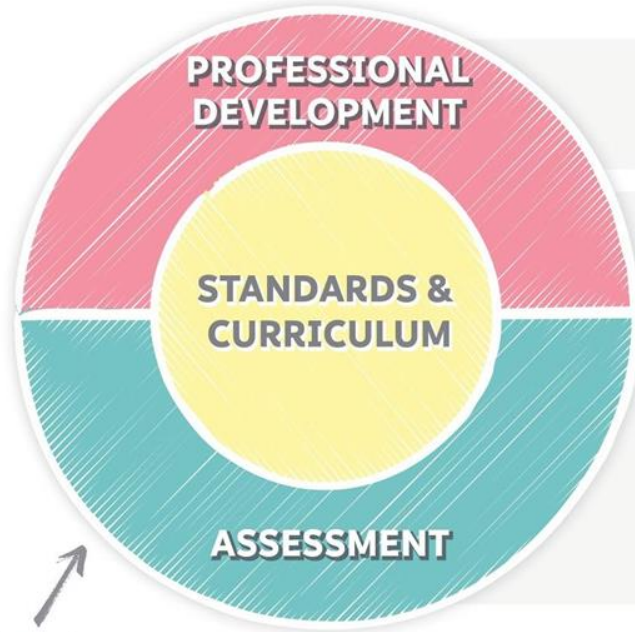 PROFESSIONAL
DEVELOPMENT
STANDARDS &
CURRICULUM
ASSESSMENT